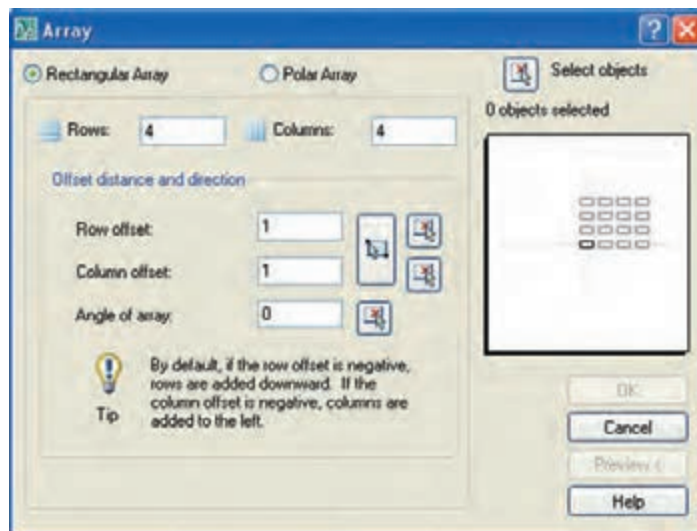 Array
Rectangular Array
Polar Array
Select objects
0 objects selected
Rows: 4
Columns: 4
Offset distance and direction
Row offset: 1
Column offset: 1
Angle of array: 0
By default, if the row offset is negative,
rows are added downward. If the
column offset is negative, columns are
added to the left.
Tip
OK
Cancel
Preview <
Help